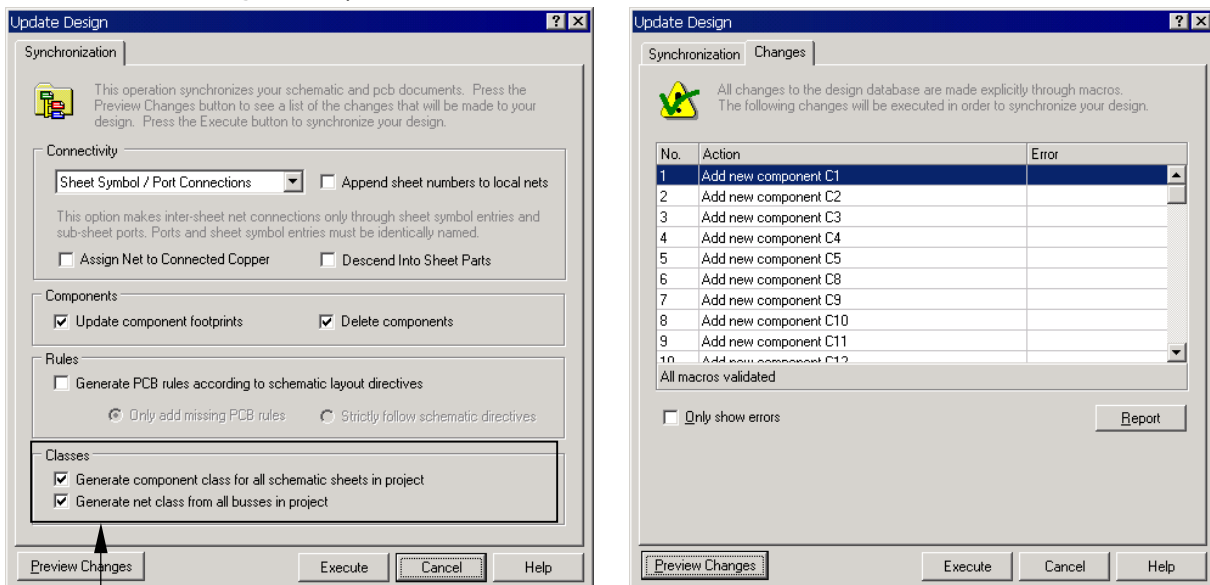 Update Design
Synchronization
This operation synchronizes your schematic and pcb documents. Press the
Preview Changes button to see a list of the changes that will be made to your
design. Press the Execute button to synchronize your design.
Connectivity
Sheet Symbol / Port Connections
Append sheet numbers to local nets
This option makes inter-sheet net connections only through sheet symbol entries and
sub-sheet ports. Ports and sheet symbol entries must be identically named.
Assign Net to Connected Copper
Descend Into Sheet Parts
Components
Update component footprints
Delete components
Rules
Generate PCB rules according to schematic layout directives
Only add missing PCB rules
Strictly follow schematic directives
Classes
Generate component class for all schematic sheets in project
Generate net class from all busses in project
Preview Changes
Execute
Cancel
Help
Update Design
Synchronization Changes
All changes to the design database are made explicitly through macros.
The following changes will be executed in order to synchronize your design.
No. Action Error
1 Add new component C1
2 Add new component C2
3 Add new component C3
4 Add new component C4
5 Add new component C5
6 Add new component C8
7 Add new component C9
8 Add new component C10
9 Add new component C11
10 Add new component C12
All macros validated
Only show errors
Report
Preview Changes
Execute
Cancel
Help